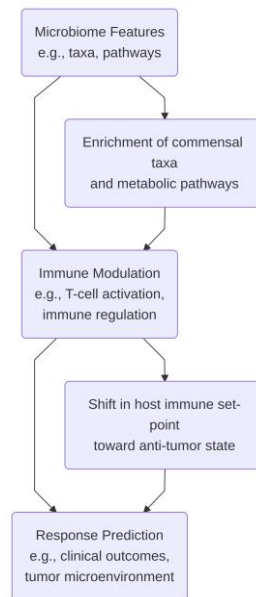 Microbiome Features
e.g., taxa, pathways
Enrichment of commensal
taxa
and metabolic pathways
Immune Modulation
e.g., T-cell activation,
immune regulation
Shift in host immune set-
point
toward anti-tumor state
Response Prediction
e.g., clinical outcomes,
tumor microenvironment